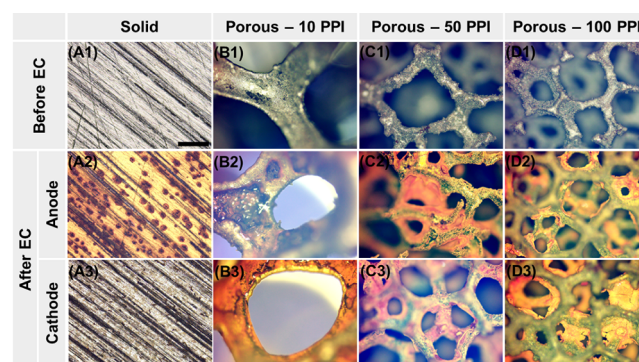 Solid Porous – 10 PPI Porous – 50 PPI Porous – 100 PPI
Before EC
(A1) (B1) (C1) (D1)
After EC
Anode
(A2) (B2) (C2) (D2)
Cathode
(A3) (B3) (C3) (D3)